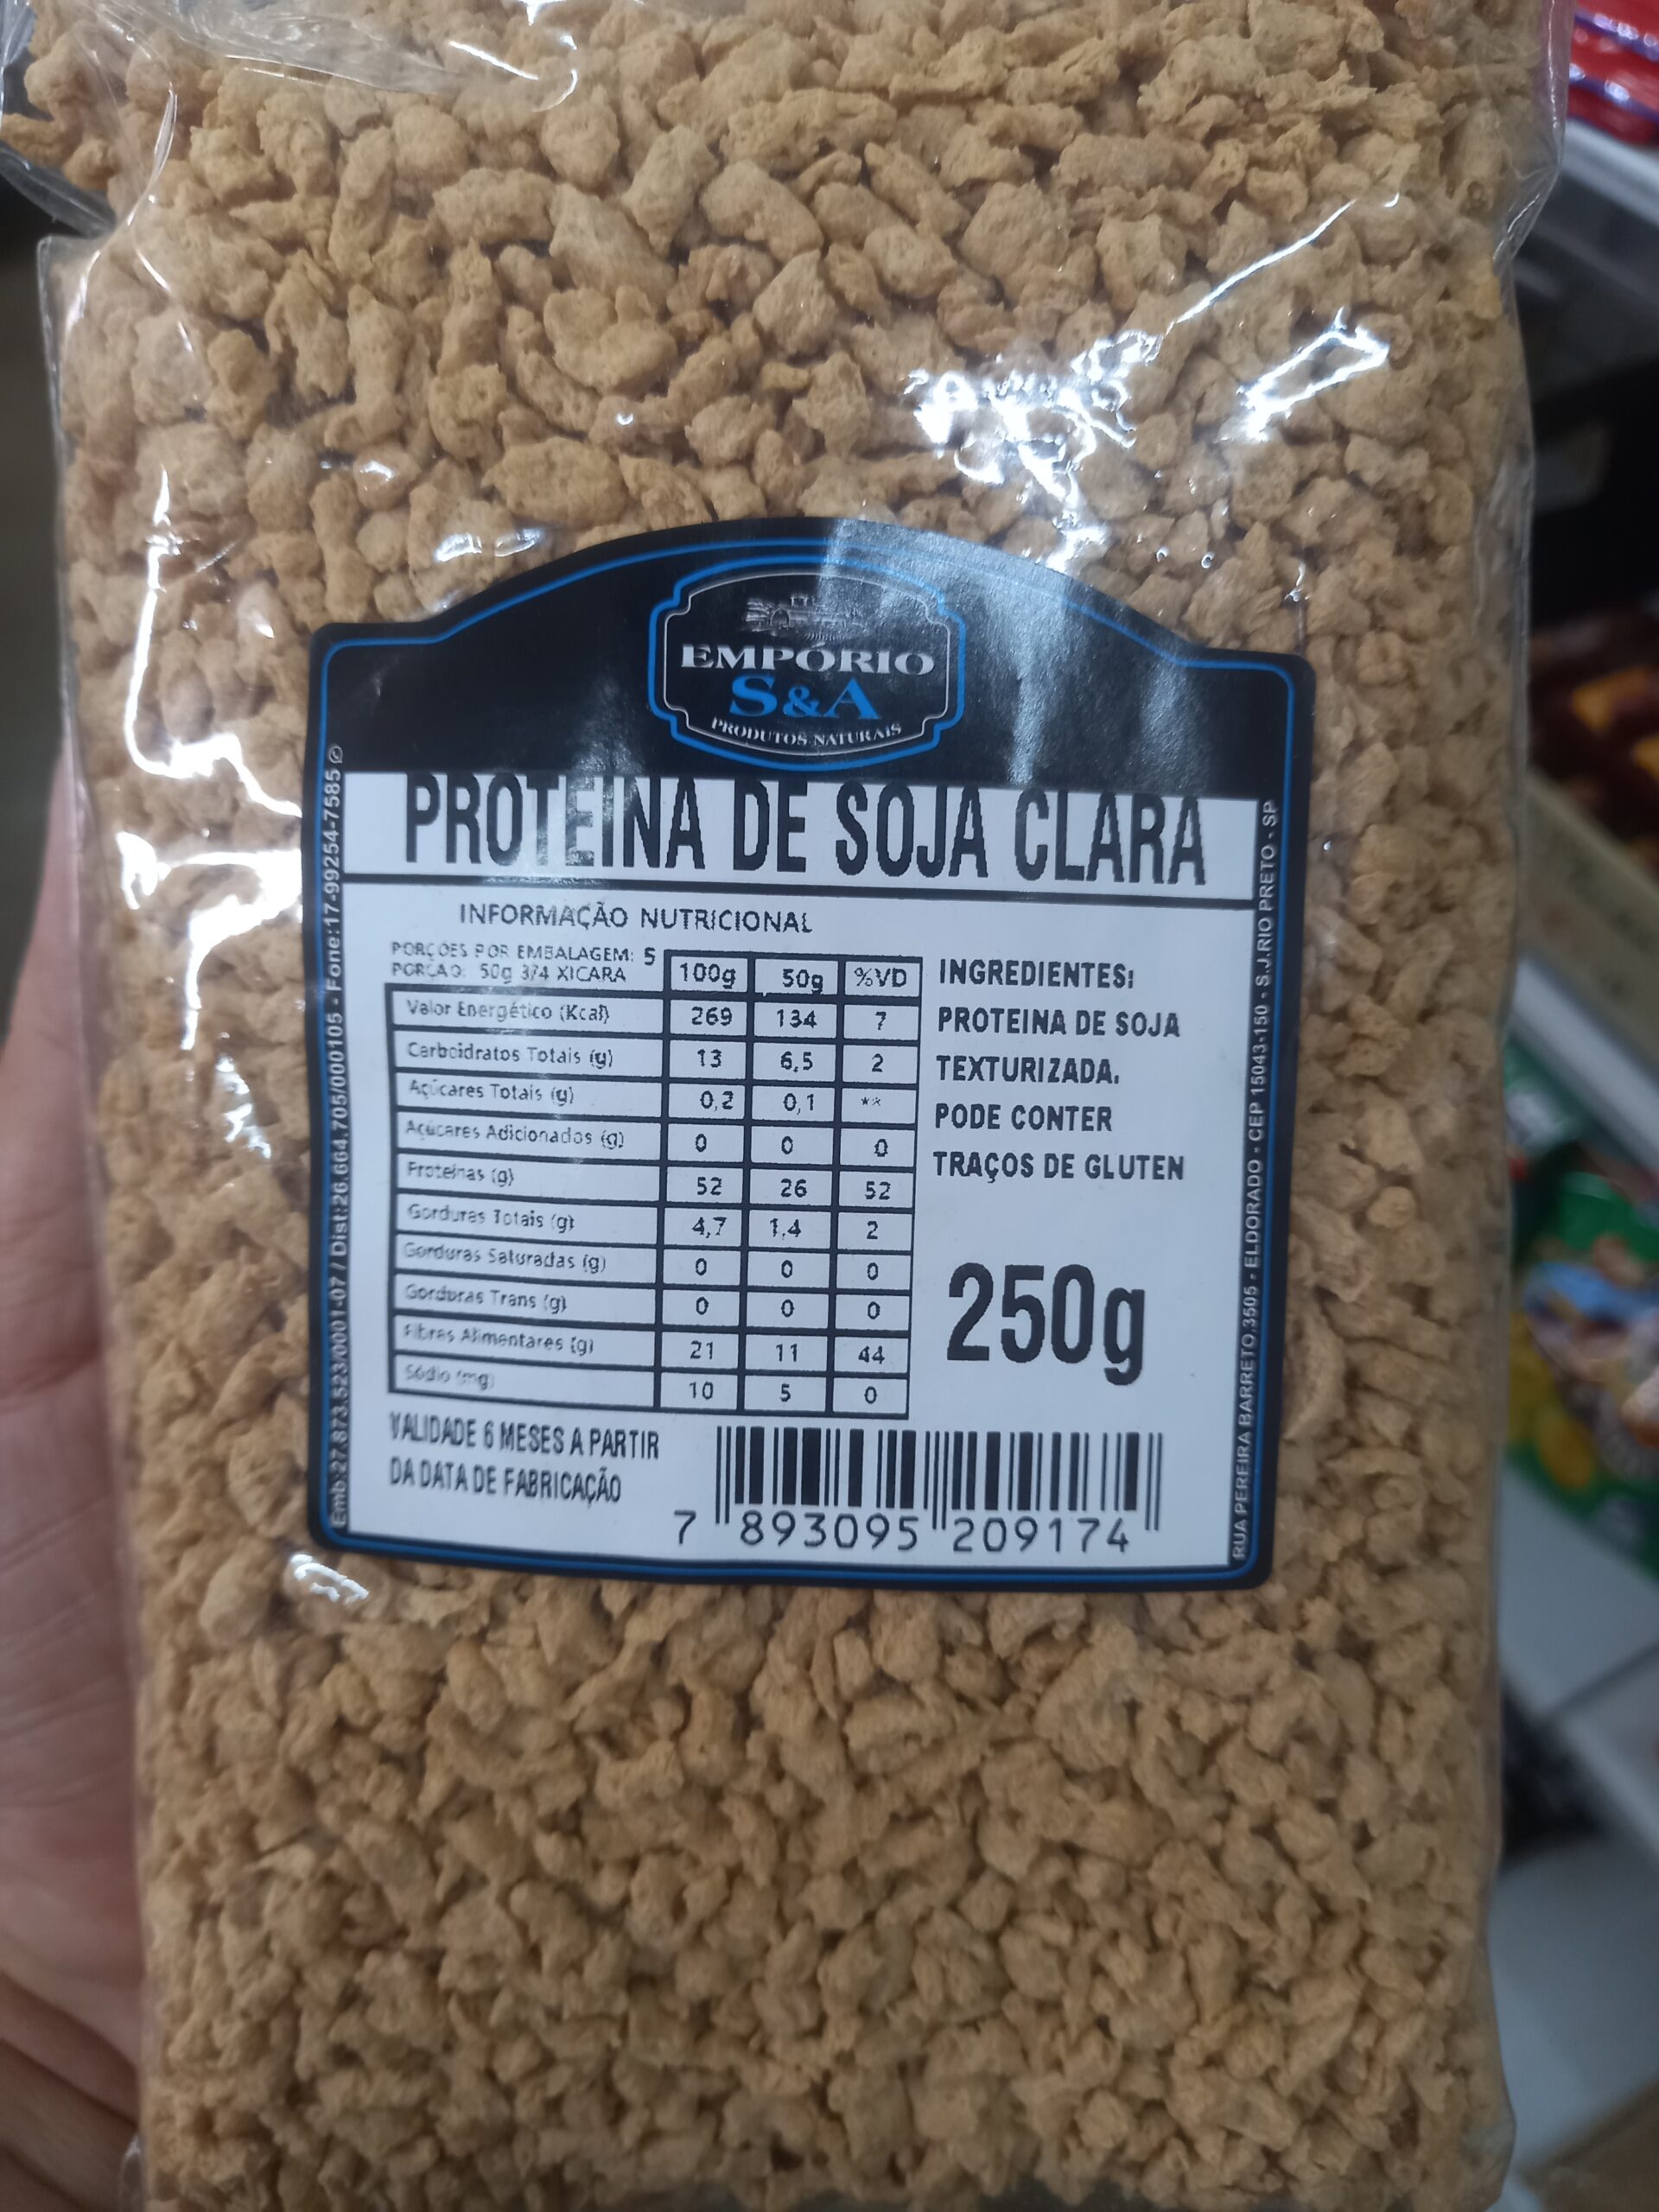 EMPÓRIO
S&A
PRODUTOS NATURAIS
PROTEINA DE SOJA CLARA
INFORMAÇÃO NUTRICIONAL
PORÇOES POR EMBALAGEM: 5
PORCAO: 50g 3/4 XICARA
100g 50g %VD
Valor Energético (Kcal) 269 134 7
Carboidratos Totais (g) 13 6,5 2
Açúcares Totais (g) 0,2 0,1 **
Açúcares Adicionados (g) 0 0 0
Proteínas (g) 52 26 52
Gorduras Totais (g) 4,7 1,4 2
Gorduras Saturadas (g) 0 0 0
Gorduras Trans (g) 0 0 0
Fibras Alimentares (g) 21 11 44
Sódio (mg) 10 5 0
INGREDIENTES:
PROTEINA DE SOJA
TEXTURIZADA.
PODE CONTER
TRAÇOS DE GLUTEN
250g
VALIDADE 6 MESES A PARTIR
DA DATA DE FABRICAÇÃO
7 893095 209174
Emb:27.873.523/0001-07 / Dist:26.664.705/000105 - Fone:17-99254-7585
RUA PEREIRA BARRETO,3505 - ELDORADO - CEP 15043-150 - S.J.RIO PRETO - SP